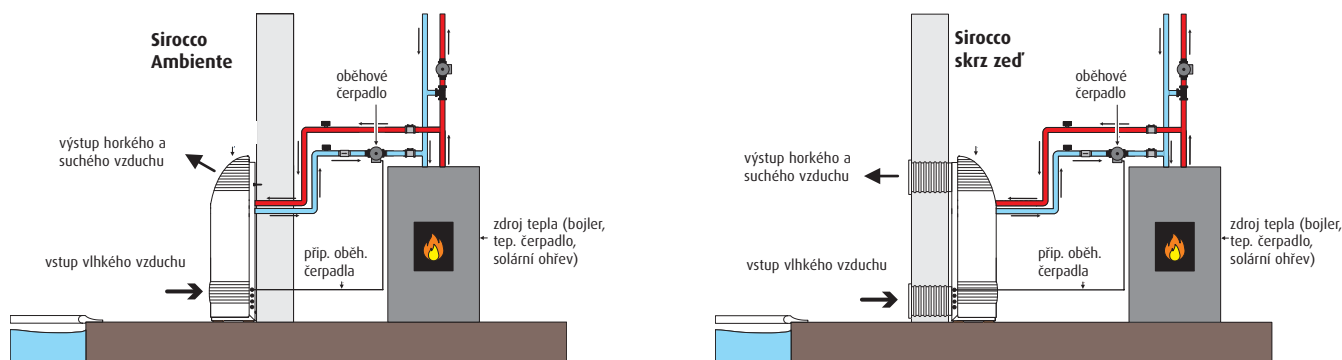 Sirocco
Ambiente
oběhové
čerpadlo
výstup horkého a
suchého vzduchu
zdroj tepla (bojler,
tep. čerpadlo,
solární ohřev)
vstup vlhkého vzduchu
přip. oběh.
čerpadla
Sirocco
skrz zeď
oběhové
čerpadlo
výstup horkého a
suchého vzduchu
zdroj tepla (bojler,
tep. čerpadlo,
solární ohřev)
vstup vlhkého vzduchu
přip. oběh.
čerpadla